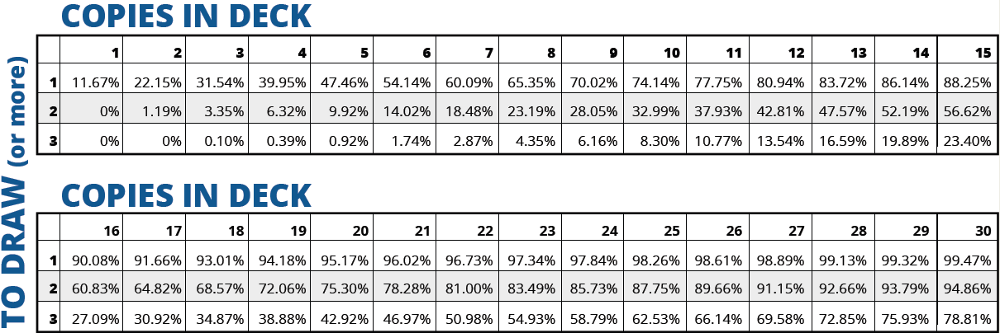 COPIES IN DECK
1 2 3 4 5 6 7 8 9 10 11 12 13 14 15
1 11.67% 22.15% 31.54% 39.95% 47.46% 54.14% 60.09% 65.35% 70.02% 74.14% 77.75% 80.94% 83.72% 86.14% 88.25%
2 0% 1.19% 3.35% 6.32% 9.92% 14.02% 18.48% 23.19% 28.05% 32.99% 37.93% 42.81% 47.57% 52.19% 56.62%
3 0% 0% 0.10% 0.39% 0.92% 1.74% 2.87% 4.35% 6.16% 8.30% 10.77% 13.54% 16.59% 19.89% 23.40%
TO DRAW (or more)
COPIES IN DECK
16 17 18 19 20 21 22 23 24 25 26 27 28 29 30
1 90.08% 91.66% 93.01% 94.18% 95.17% 96.02% 96.73% 97.34% 97.84% 98.26% 98.61% 98.89% 99.13% 99.32% 99.47%
2 60.83% 64.82% 68.57% 72.06% 75.30% 78.28% 81.00% 83.49% 85.73% 87.75% 89.66% 91.15% 92.66% 93.79% 94.86%
3 27.09% 30.92% 34.87% 38.88% 42.92% 46.97% 50.98% 54.93% 58.79% 62.53% 66.14% 69.58% 72.85% 75.93% 78.81%